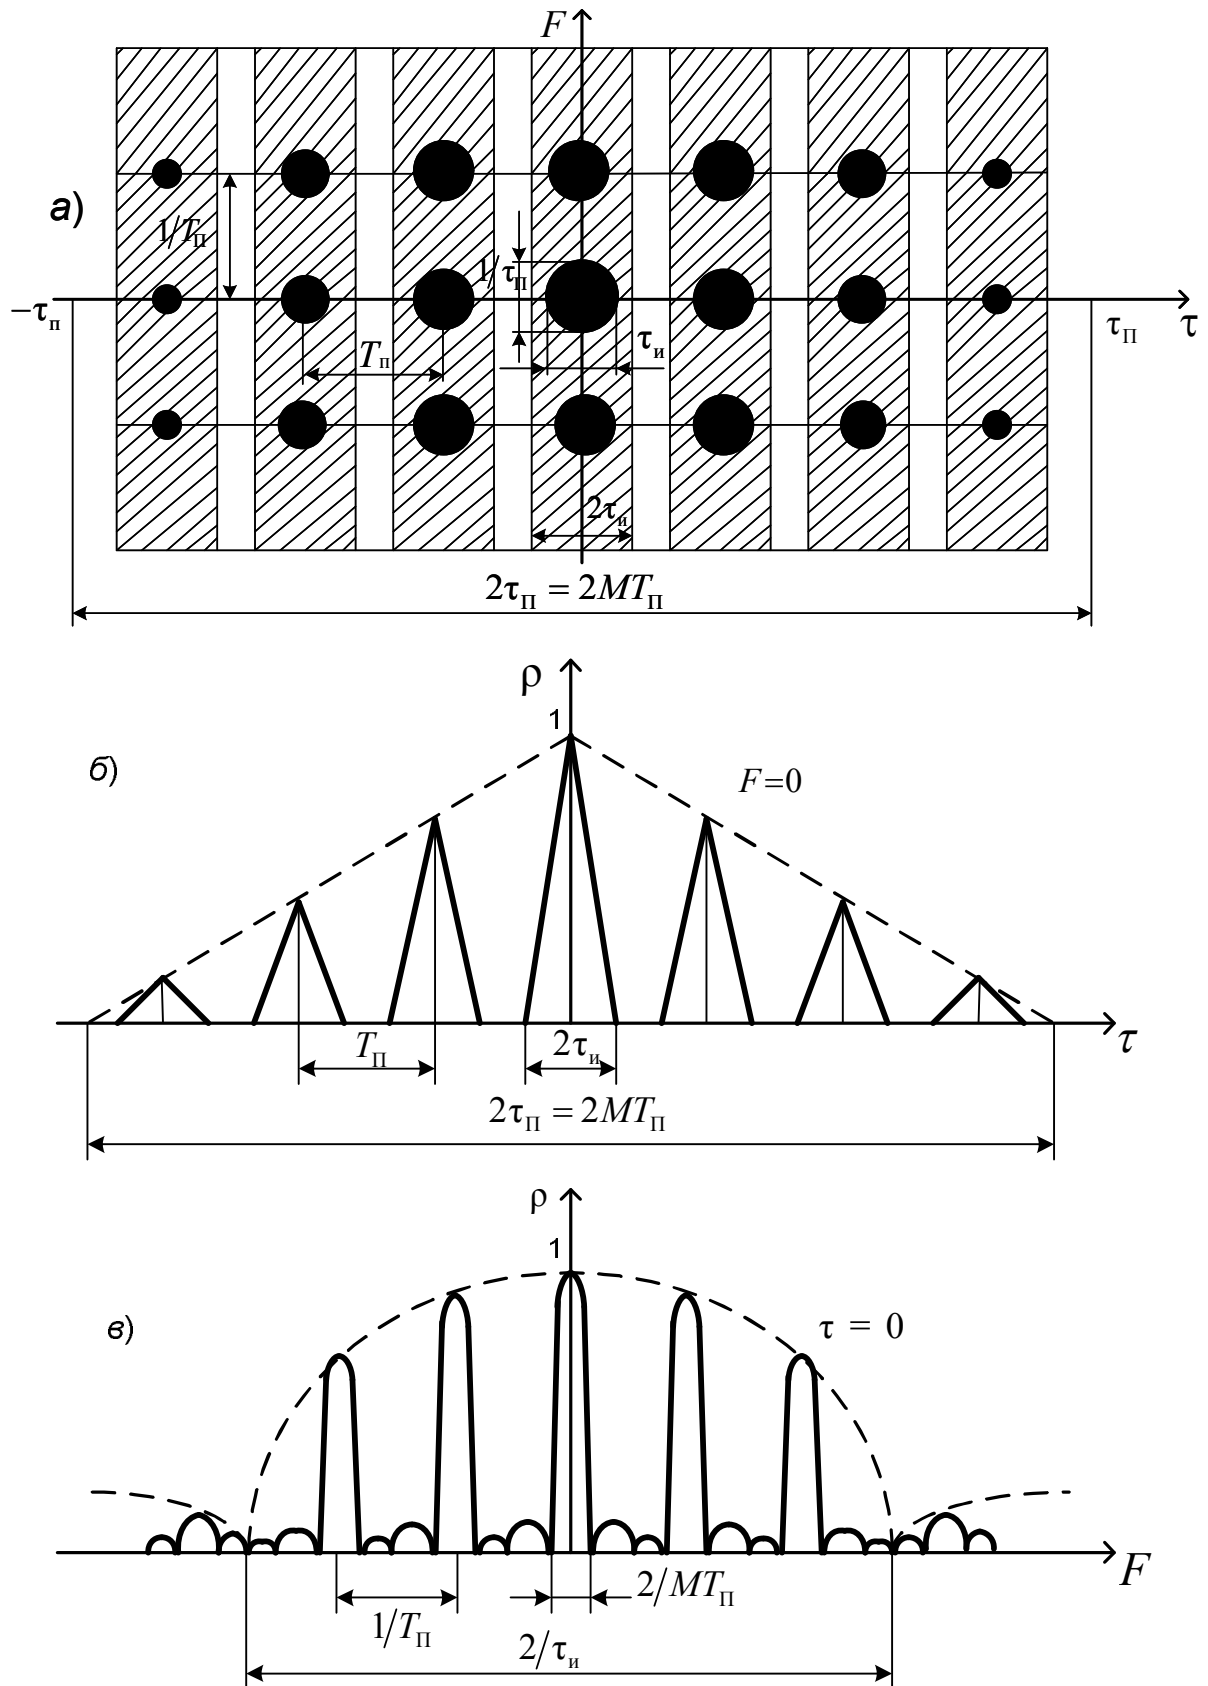 F
а)
1/Tп
1/τп
−τп
τи
τП
τ
Tп
2τи
2τП = 2MTП
ρ
1
б)
F=0
TП
2τи
τ
2τП = 2MTП
ρ
1
в)
τ = 0
F
1/TП
2/MTП
2/τи